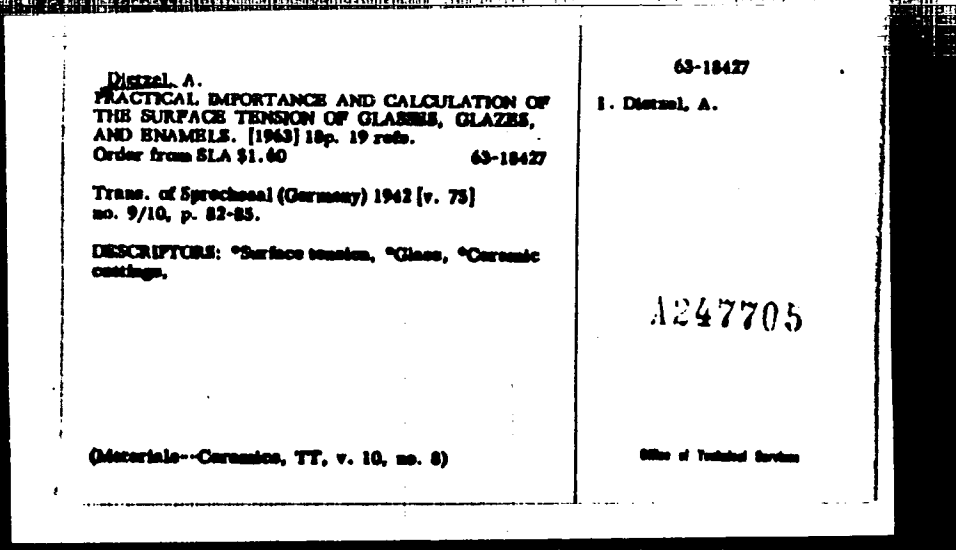 Dietzel, A.
PRACTICAL IMPORTANCE AND CALCULATION OF
THE SURFACE TENSION OF GLASSES, GLAZES,
AND ENAMELS. [1963] 18p. 19 refs.
Order from SLA $1.60 63-18427
Trans. of Sprechsaal (Germany) 1942 [v. 75]
no. 9/10, p. 82-85.
DESCRIPTORS: *Surface tension, *Glass, *Ceramic
coatings.
(Materials--Ceramics, TT, v. 10, no. 8)
63-18427
1. Dietzel, A.
A247705
Office of Technical Services